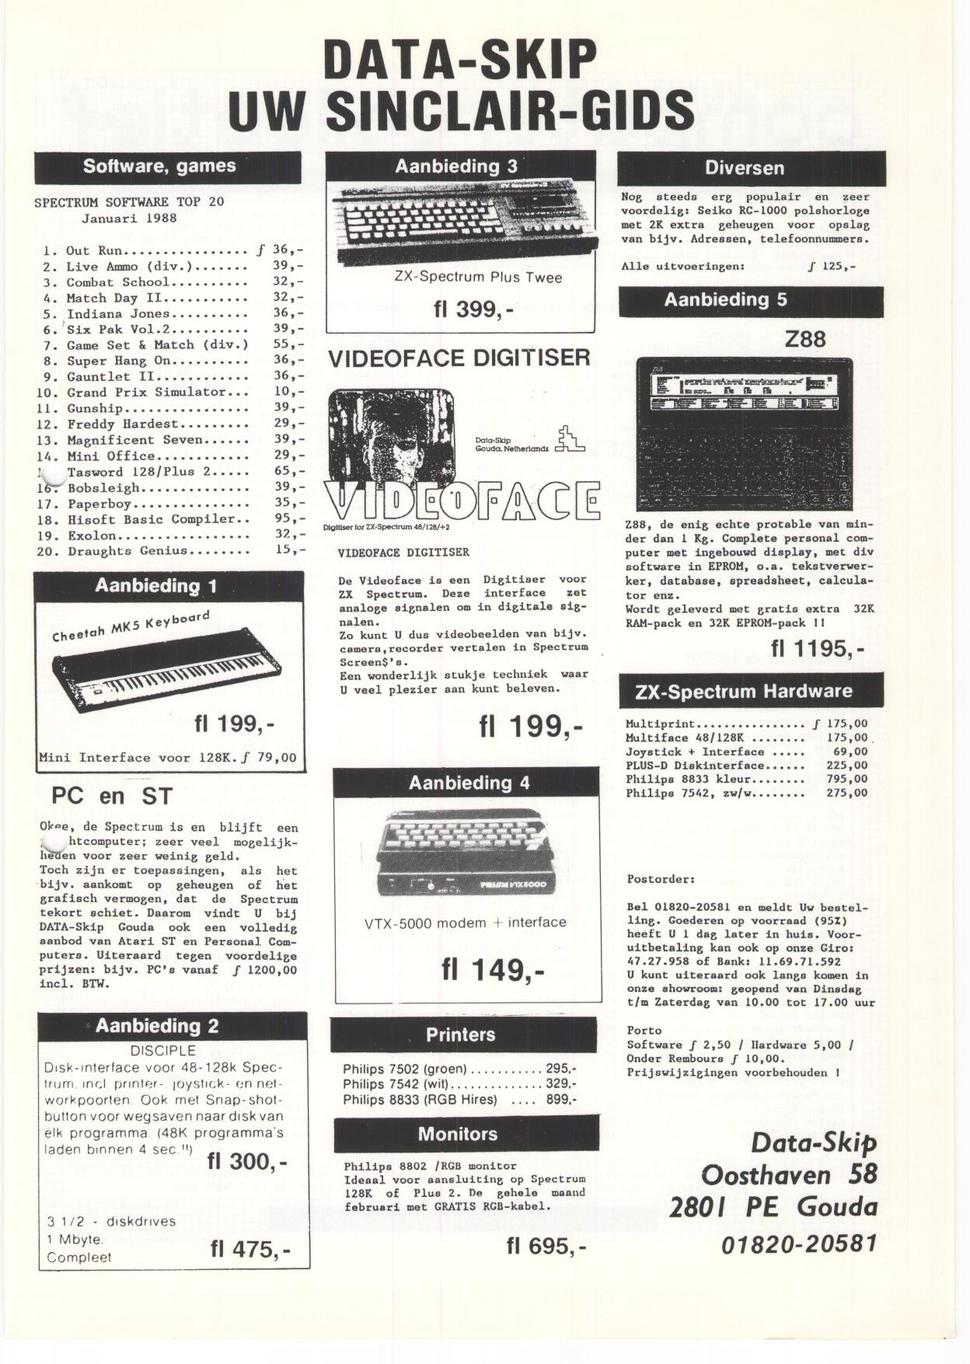 DATA-SKIP
UW SINCLAIR-GIDS
Software, games
SPECTRUM SOFTWARE TOP 20
Januari 1988
1. Out Run................ ƒ 36,-
2. Live Ammo (div.)....... 39,-
3. Combat School.......... 32,-
4. Match Day II........... 32,-
5. Indiana Jones.......... 36,-
6. Six Pak Vol.2.......... 39,-
7. Game Set & Match (div.) 55,-
8. Super Hang On.......... 36,-
9. Gauntlet II............ 36,-
10. Grand Prix Simulator... 10,-
11. Gunship................ 39,-
12. Freddy Hardest......... 29,-
13. Magnificent Seven...... 39,-
14. Mini Office............ 29,-
Tasword 128/Plus 2..... 65,-
16. Bobsleigh.............. 39,-
17. Paperboy............... 35,-
18. Hisoft Basic Compiler.. 95,-
19. Exolon................. 32,-
20. Draughts Genius........ 15,-
Aanbieding 1
Cheetah MK5 Keyboard
fl 199,-
Mini Interface voor 128K. ƒ 79,00
PC en ST
Okee, de Spectrum is en blijft een
htcomputer; zeer veel mogelijk-
heden voor zeer weinig geld.
Toch zijn er toepassingen, als het
bijv. aankomt op geheugen of het
grafisch vermogen, dat de Spectrum
tekort schiet. Daarom vindt U bij
DATA-Skip Gouda ook een volledig
aanbod van Atari ST en Personal Com-
puters. Uiteraard tegen voordelige
prijzen: bijv. PC's vanaf ƒ 1200,00
incl. BTW.
Aanbieding 2
DISCIPLE
Disk-interface voor 48-128k Spec-
trum, incl printer- joystick- en net-
workpoorten. Ook met Snap-shot-
button voor wegsaven naar disk van
elk programma. (48K programma's
laden binnen 4 sec.!!)
fl 300,-
3 1/2 - diskdrives
1 Mbyte.
Compleet
fl 475,-
Aanbieding 3
ZX-Spectrum Plus Twee
fl 399,-
VIDEOFACE DIGITISER
Data-Skip
Gouda, Netherlands
VIDEOFACE
Digitiser for ZX-Spectrum 48/128/+2
VIDEOFACE DIGITISER
De Videoface is een Digitiser voor
ZX Spectrum. Deze interface zet
analoge signalen om in digitale sig-
nalen.
Zo kunt U dus videobeelden van bijv.
camera,recorder vertalen in Spectrum
Screen$'s.
Een wonderlijk stukje techniek waar
U veel plezier aan kunt beleven.
fl 199,-
Aanbieding 4
PRISM VTX5000
VTX-5000 modem + interface
fl 149,-
Printers
Philips 7502 (groen) ........... 295,-
Philips 7542 (wit).............. 329,-
Philips 8833 (RGB Hires) .... 899,-
Monitors
Philips 8802 /RGB monitor
Ideaal voor aansluiting op Spectrum
128K of Plus 2. De gehele maand
februari met GRATIS RGB-kabel.
fl 695,-
Diversen
Nog steeds erg populair en zeer
voordelig: Seiko RC-1000 polshorloge
met 2K extra geheugen voor opslag
van bijv. Adressen, telefoonnummers.
Alle uitvoeringen: ƒ 125,-
Aanbieding 5
Z88
Z88, de enig echte protable van min-
der dan 1 Kg. Complete personal com-
puter met ingebouwd display, met div
software in EPROM, o.a. tekstverwer-
ker, database, spreadsheet, calcula-
tor enz.
Wordt geleverd met gratis extra 32K
RAM-pack en 32K EPROM-pack !!
fl 1195,-
ZX-Spectrum Hardware
Multiprint................ ƒ 175,00
Multiface 48/128K ........ 175,00
Joystick + Interface ..... 69,00
PLUS-D Diskinterface...... 225,00
Philips 8833 kleur........ 795,00
Philips 7542, zw/w........ 275,00
Postorder:
Bel 01820-20581 en meldt Uw bestel-
ling. Goederen op voorraad (95%)
heeft U 1 dag later in huis. Voor-
uitbetaling kan ook op onze Giro:
47.27.958 of Bank: 11.69.71.592
U kunt uiteraard ook langs komen in
onze showroom: geopend van Dinsdag
t/m Zaterdag van 10.00 tot 17.00 uur
Porto
Software ƒ 2,50 / Hardware 5,00 /
Onder Rembours ƒ 10,00.
Prijswijzigingen voorbehouden !
Data-Skip
Oosthaven 58
2801 PE Gouda
01820-20581